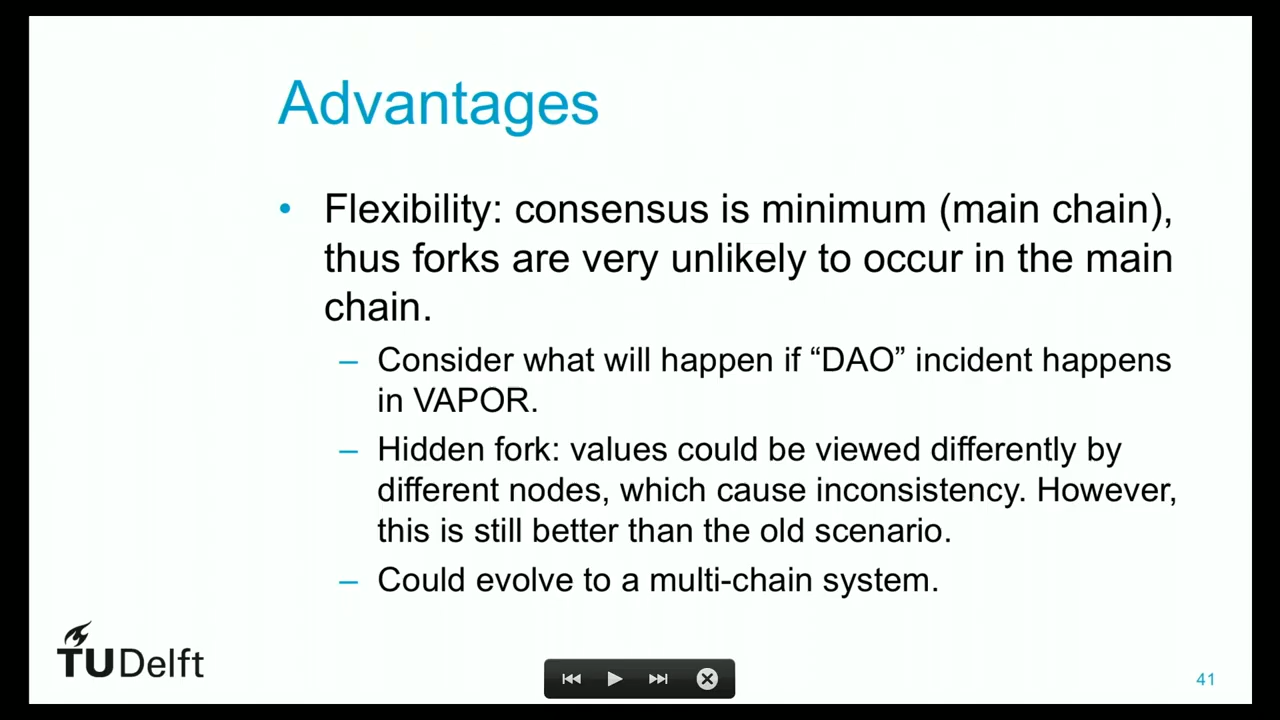 Advantages
• Flexibility: consensus is minimum (main chain),
thus forks are very unlikely to occur in the main
chain.
– Consider what will happen if “DAO” incident happens
in VAPOR.
– Hidden fork: values could be viewed differently by
different nodes, which cause inconsistency. However,
this is still better than the old scenario.
– Could evolve to a multi-chain system.
TUDelft
41